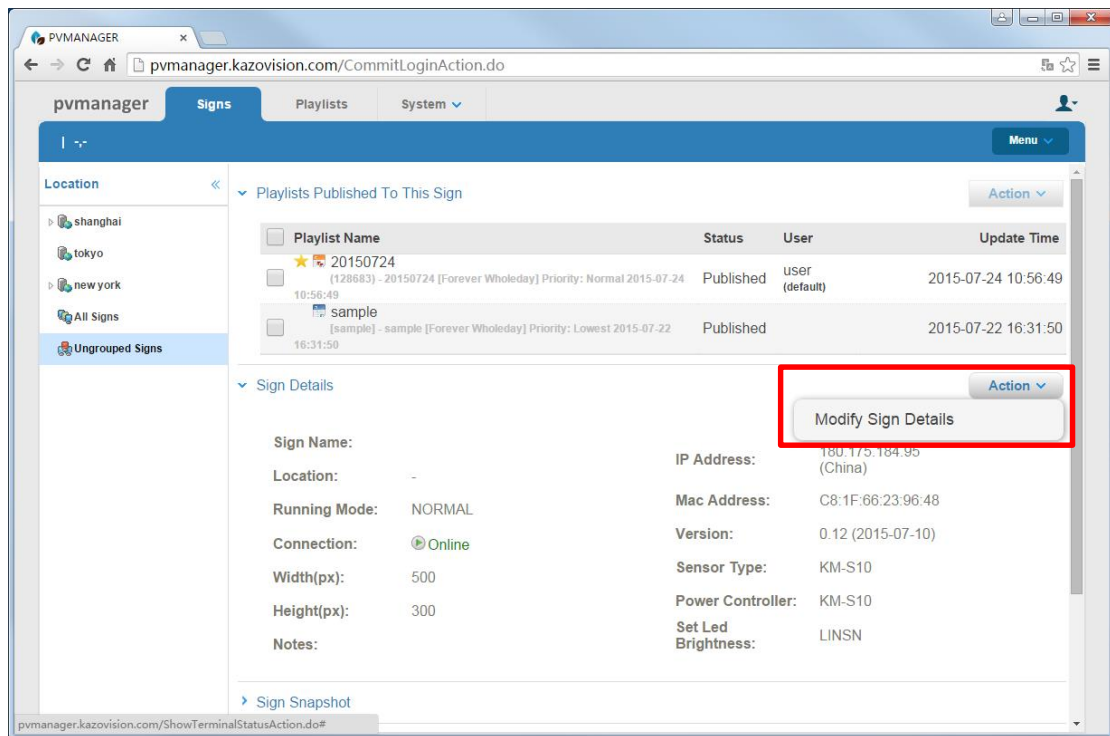 PVMANAGER
pvmanager.kazovision.com/CommitLoginAction.do
pvmanager Signs Playlists System
| -,-
Menu
Location «
shanghai
tokyo
new york
All Signs
Ungrouped Signs
Playlists Published To This Sign Action
Playlist Name Status User Update Time
20150724
(128683) - 20150724 [Forever Wholeday] Priority: Normal 2015-07-24
10:56:49
Published user
(default)
2015-07-24 10:56:49
sample
[sample] - sample [Forever Wholeday] Priority: Lowest 2015-07-22
16:31:50
Published 2015-07-22 16:31:50
Sign Details Action
Modify Sign Details
Sign Name:
Location: -
Running Mode: NORMAL
Connection: Online
Width(px): 500
Height(px): 300
Notes:
IP Address: 180.175.184.95
(China)
Mac Address: C8:1F:66:23:96:48
Version: 0.12 (2015-07-10)
Sensor Type: KM-S10
Power Controller: KM-S10
Set Led
Brightness: LINSN
Sign Snapshot
pvmanager.kazovision.com/ShowTerminalStatusAction.do#